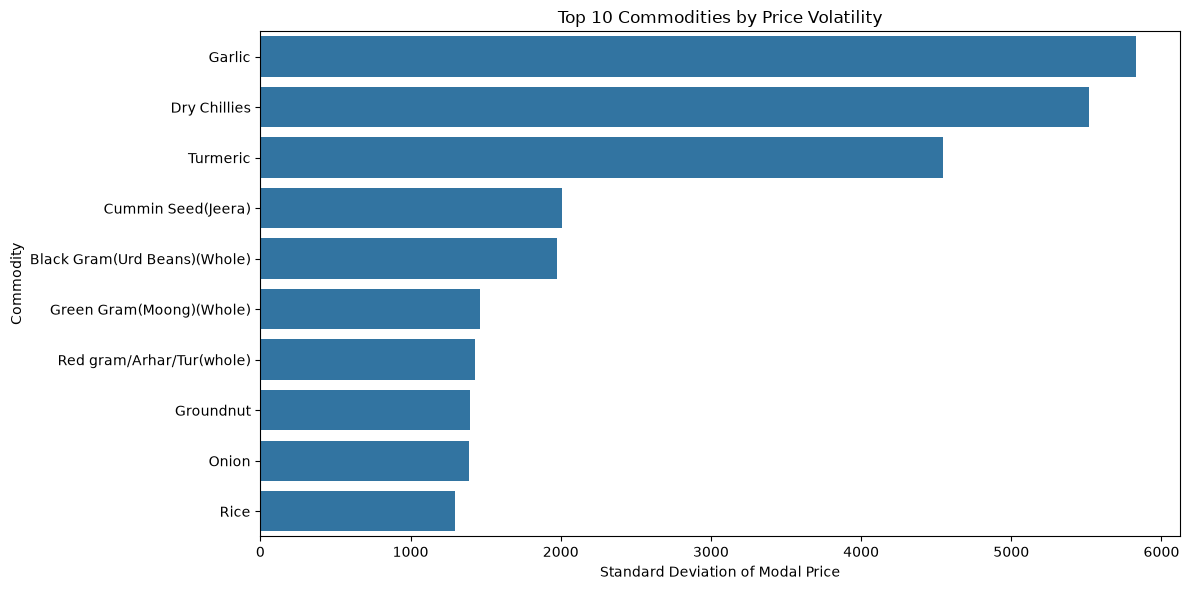 Top 10 Commodities by Price Volatility
Commodity
Garlic
Dry Chillies
Turmeric
Cummin Seed(Jeera)
Black Gram(Urd Beans)(Whole)
Green Gram(Moong)(Whole)
Red gram/Arhar/Tur(whole)
Groundnut
Onion
Rice
0 1000 2000 3000 4000 5000 6000
Standard Deviation of Modal Price